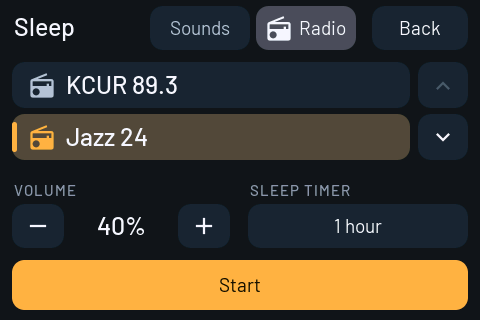 Sleep
Sounds
Radio
Back
KCUR 89.3
Jazz 24
VOLUME
SLEEP TIMER
− 40% +
1 hour
Start